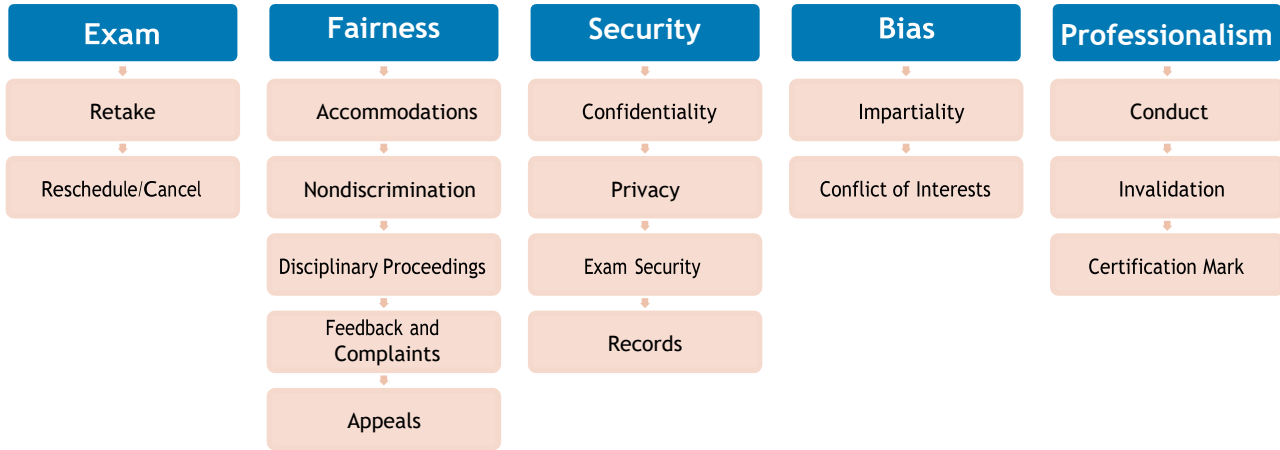 Exam
Retake
Reschedule/Cancel
Fairness
Accommodations
Nondiscrimination
Disciplinary Proceedings
Feedback and
Complaints
Appeals
Security
Confidentiality
Privacy
Exam Security
Records
Bias
Impartiality
Conflict of Interests
Professionalism
Conduct
Invalidation
Certification Mark